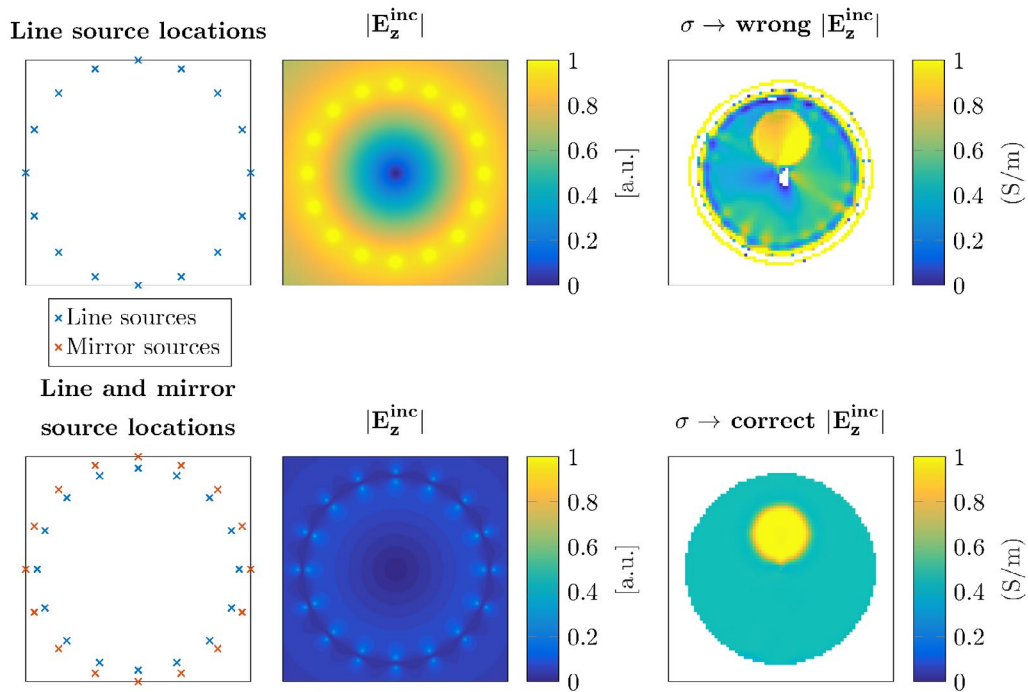 Line source locations
|E_z^inc|
σ → wrong |E_z^inc|
1
0.8
0.6
0.4
0.2
0
[a.u.]
1
0.8
0.6
0.4
0.2
0
(S/m)
× Line sources
× Mirror sources
Line and mirror
source locations
|E_z^inc|
σ → correct |E_z^inc|
1
0.8
0.6
0.4
0.2
0
[a.u.]
1
0.8
0.6
0.4
0.2
0
(S/m)